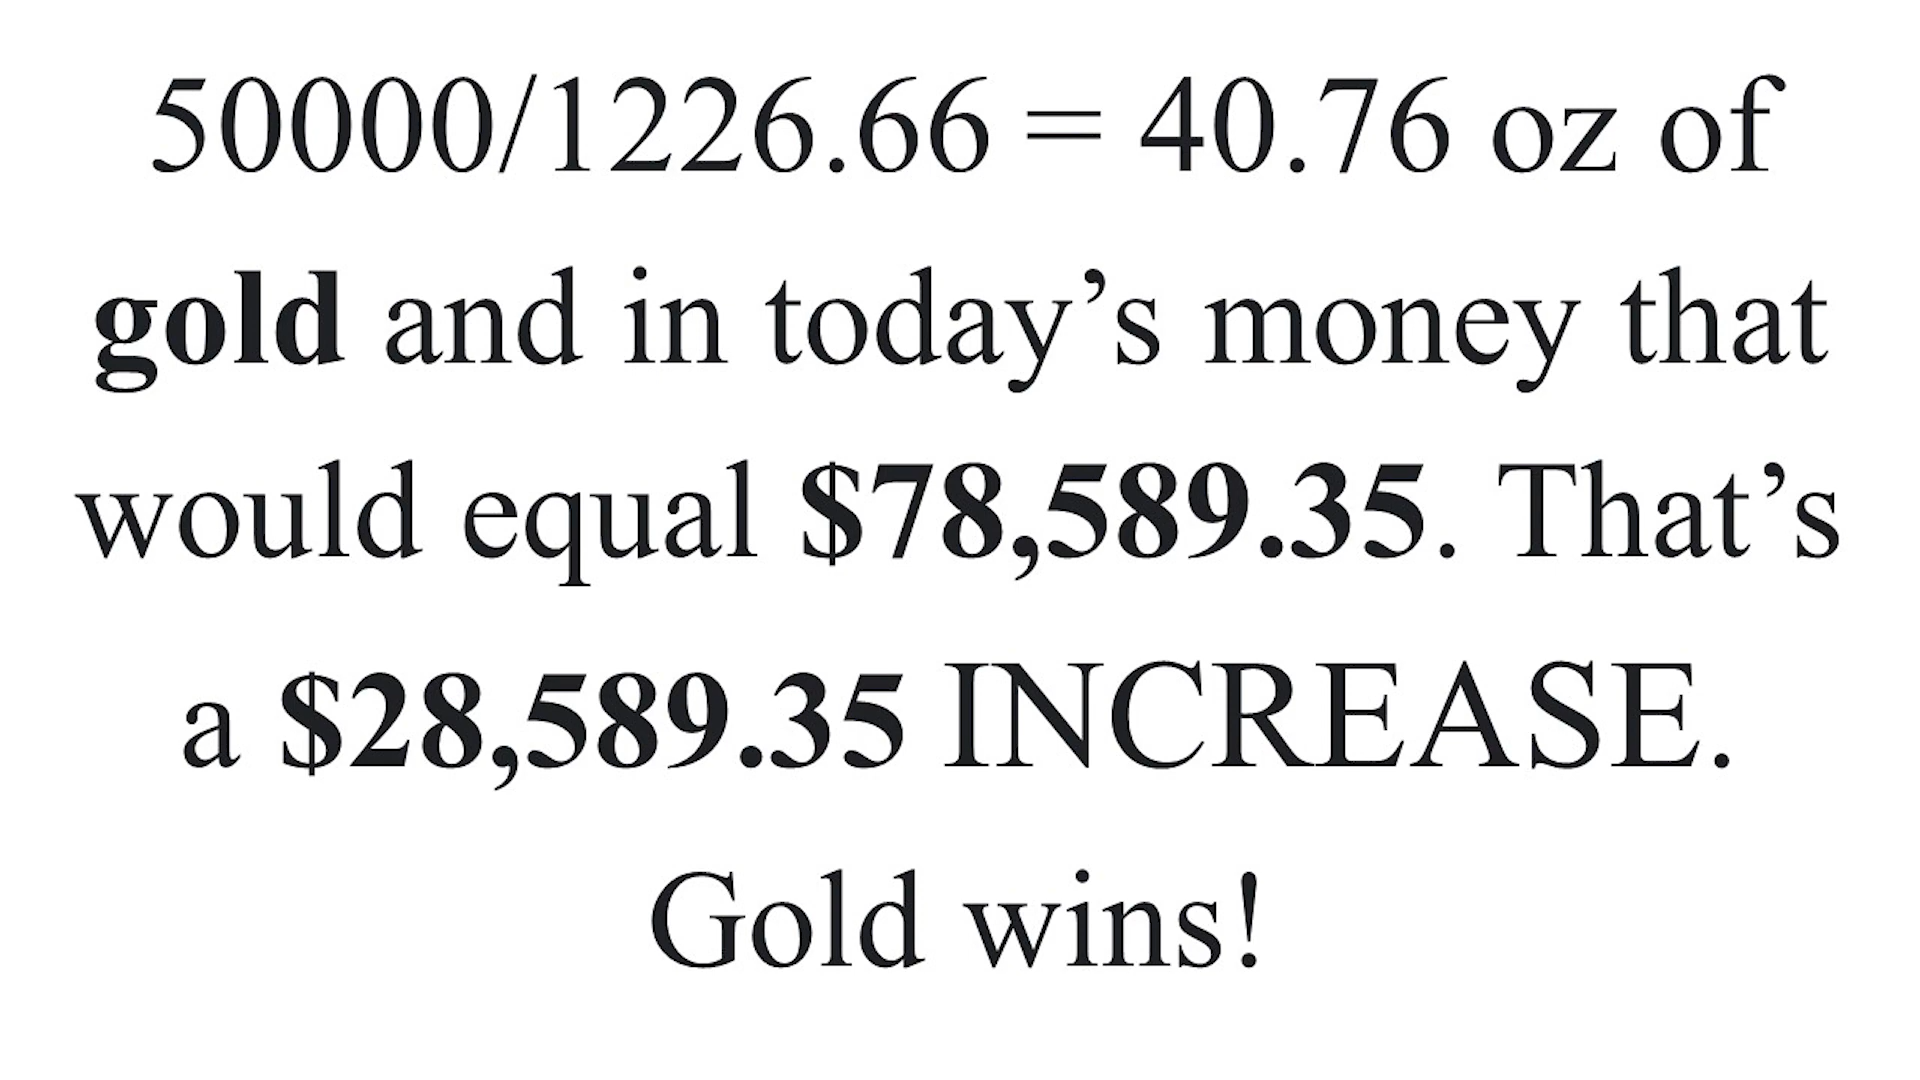 50000/1226.66 = 40.76 oz of
gold and in today’s money that
would equal $78,589.35. That’s
a $28,589.35 INCREASE.
Gold wins!